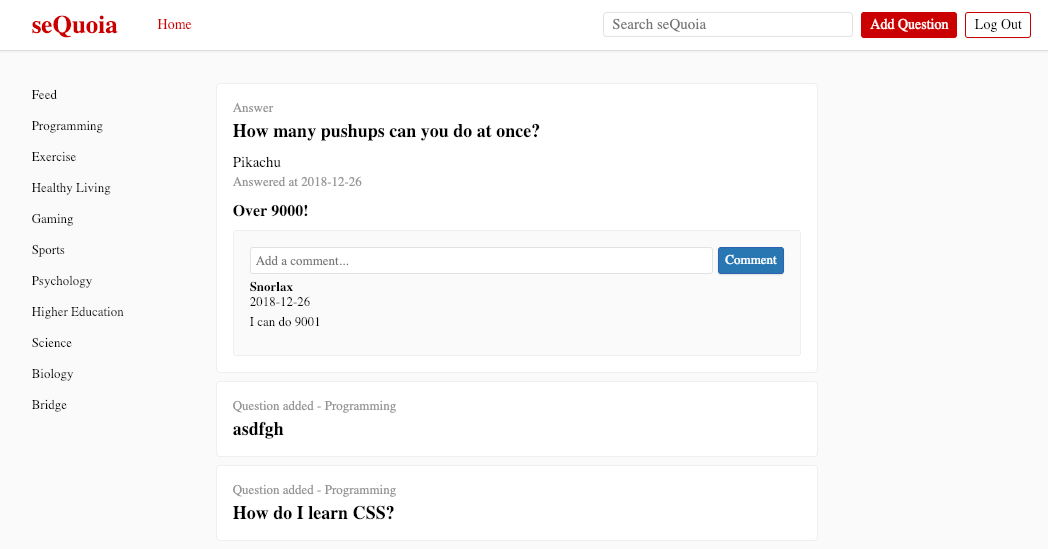 seQuoia
Home
Search seQuoia
Add Question
Log Out
Feed
Programming
Exercise
Healthy Living
Gaming
Sports
Psychology
Higher Education
Science
Biology
Bridge
Answer
How many pushups can you do at once?
Pikachu
Answered at 2018-12-26
Over 9000!
Add a comment...
Comment
Snorlax
2018-12-26
I can do 9001
Question added - Programming
asdfgh
Question added - Programming
How do I learn CSS?